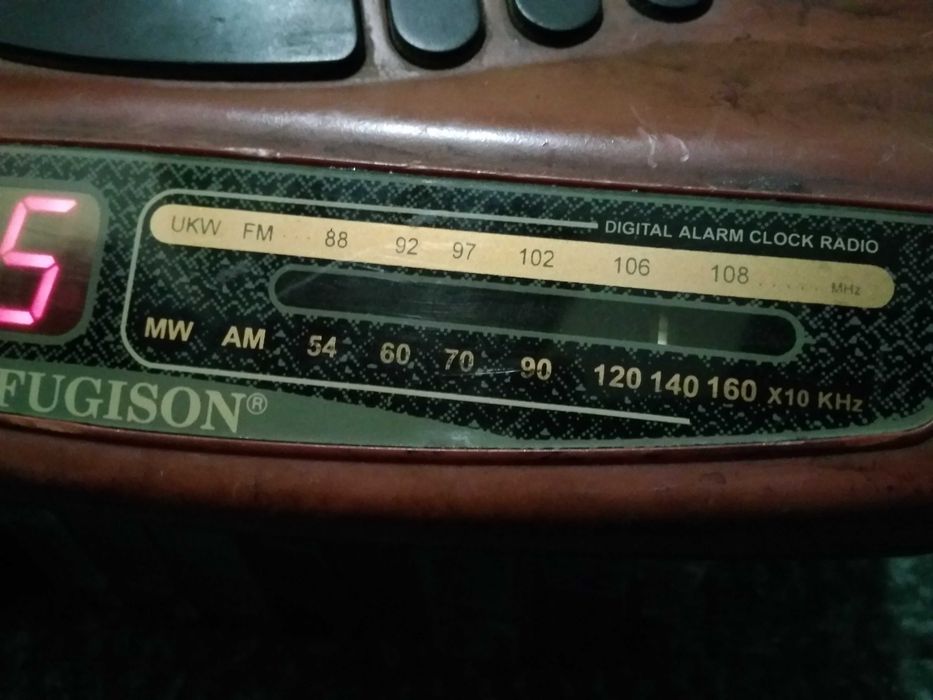 DIGITAL ALARM CLOCK RADIO
UKW FM ... 88 92 97 102 106 108 ...... MHz
5
MW AM 54 60 70 90 120 140 160 X10 KHz
FUGISON®